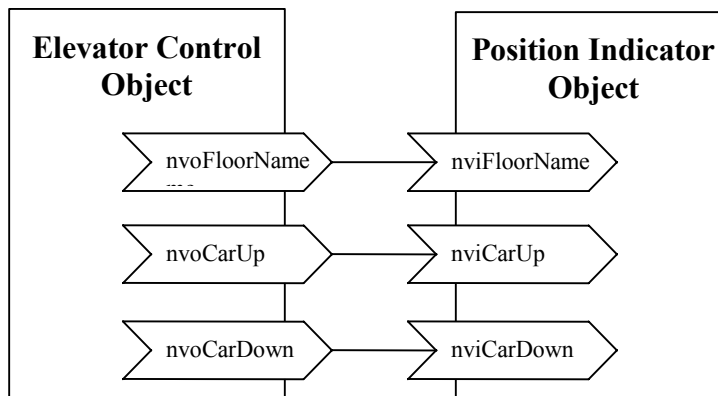 Elevator Control
Object
Position Indicator
Object
nvoFloorName
nviFloorName
nvoCarUp
nviCarUp
nvoCarDown
nviCarDown